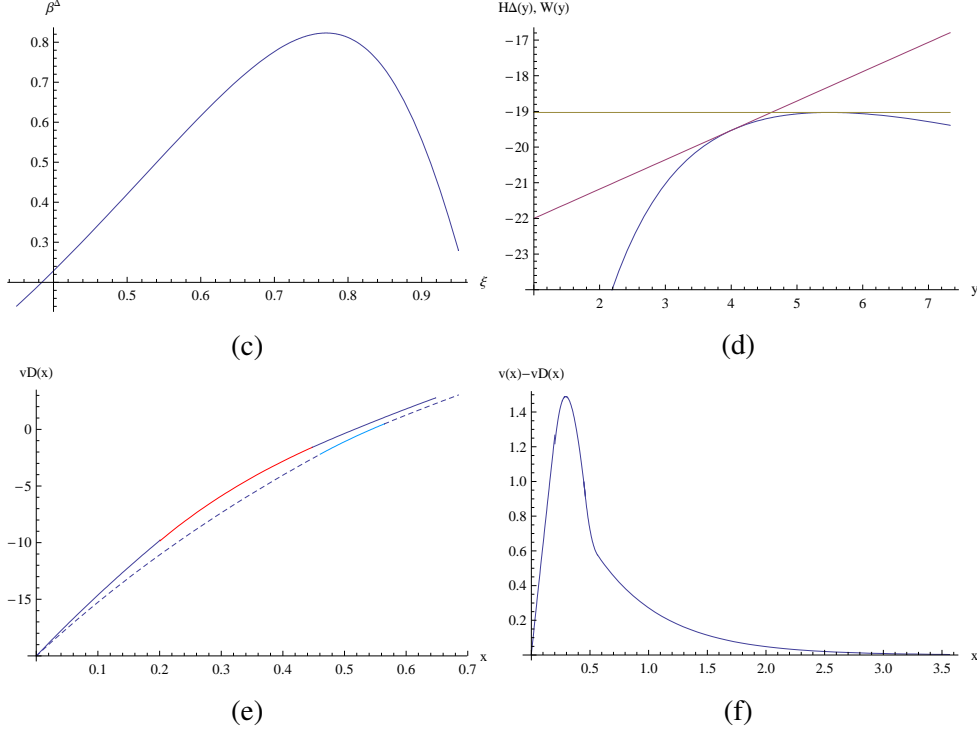 β^Δ
0.8
0.7
0.6
0.5
0.4
0.3
0.5 0.6 0.7 0.8 0.9 ξ
(c)
HΔ(y), W(y)
−17
−18
−19
−20
−21
−22
−23
2 3 4 5 6 7 y
(d)
vD(x)
0
−5
−10
−15
0.1 0.2 0.3 0.4 0.5 0.6 0.7 x
(e)
v(x)−vD(x)
1.4
1.2
1.0
0.8
0.6
0.4
0.2
0.5 1.0 1.5 2.0 2.5 3.0 3.5 x
(f)